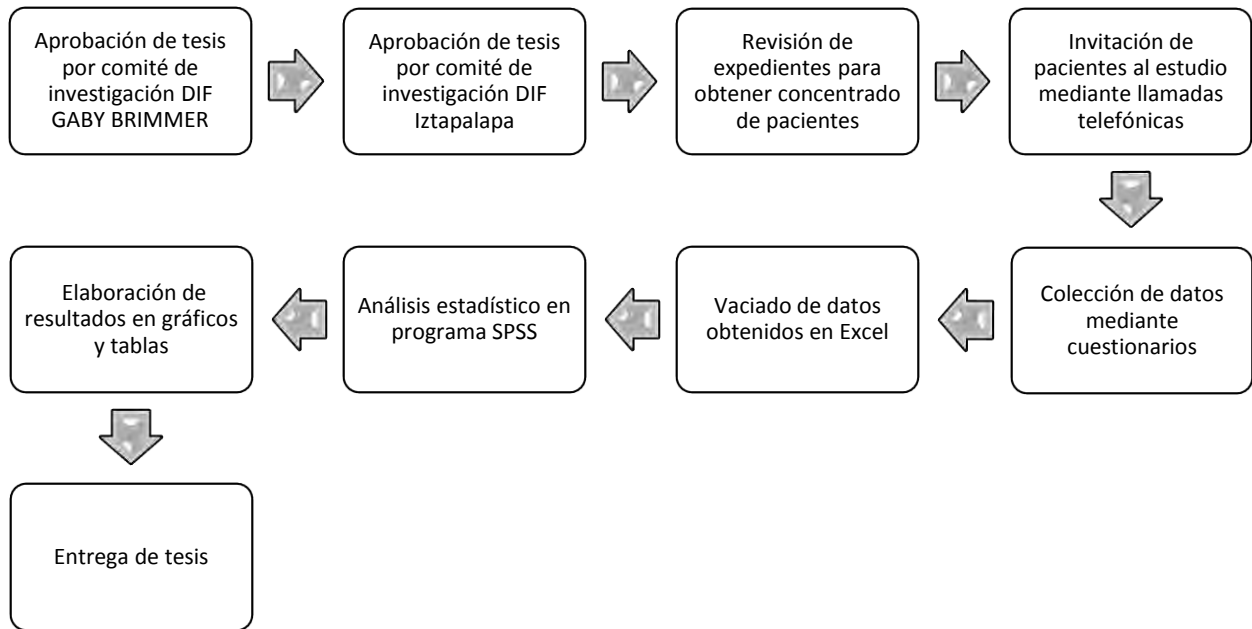 Aprobación de tesis
por comité de
investigación DIF
GABY BRIMMER
Aprobación de tesis
por comité de
investigación DIF
Iztapalapa
Revisión de
expedientes para
obtener concentrado
de pacientes
Invitación de
pacientes al estudio
mediante llamadas
telefónicas
Colección de datos
mediante
cuestionarios
Vaciado de datos
obtenidos en Excel
Análisis estadístico en
programa SPSS
Elaboración de
resultados en gráficos
y tablas
Entrega de tesis